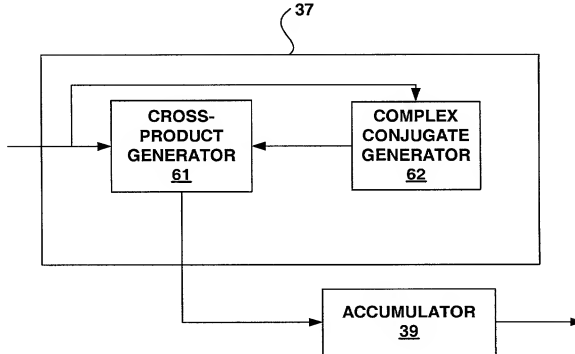 37
CROSS-
PRODUCT
GENERATOR
61
COMPLEX
CONJUGATE
GENERATOR
62
ACCUMULATOR
39